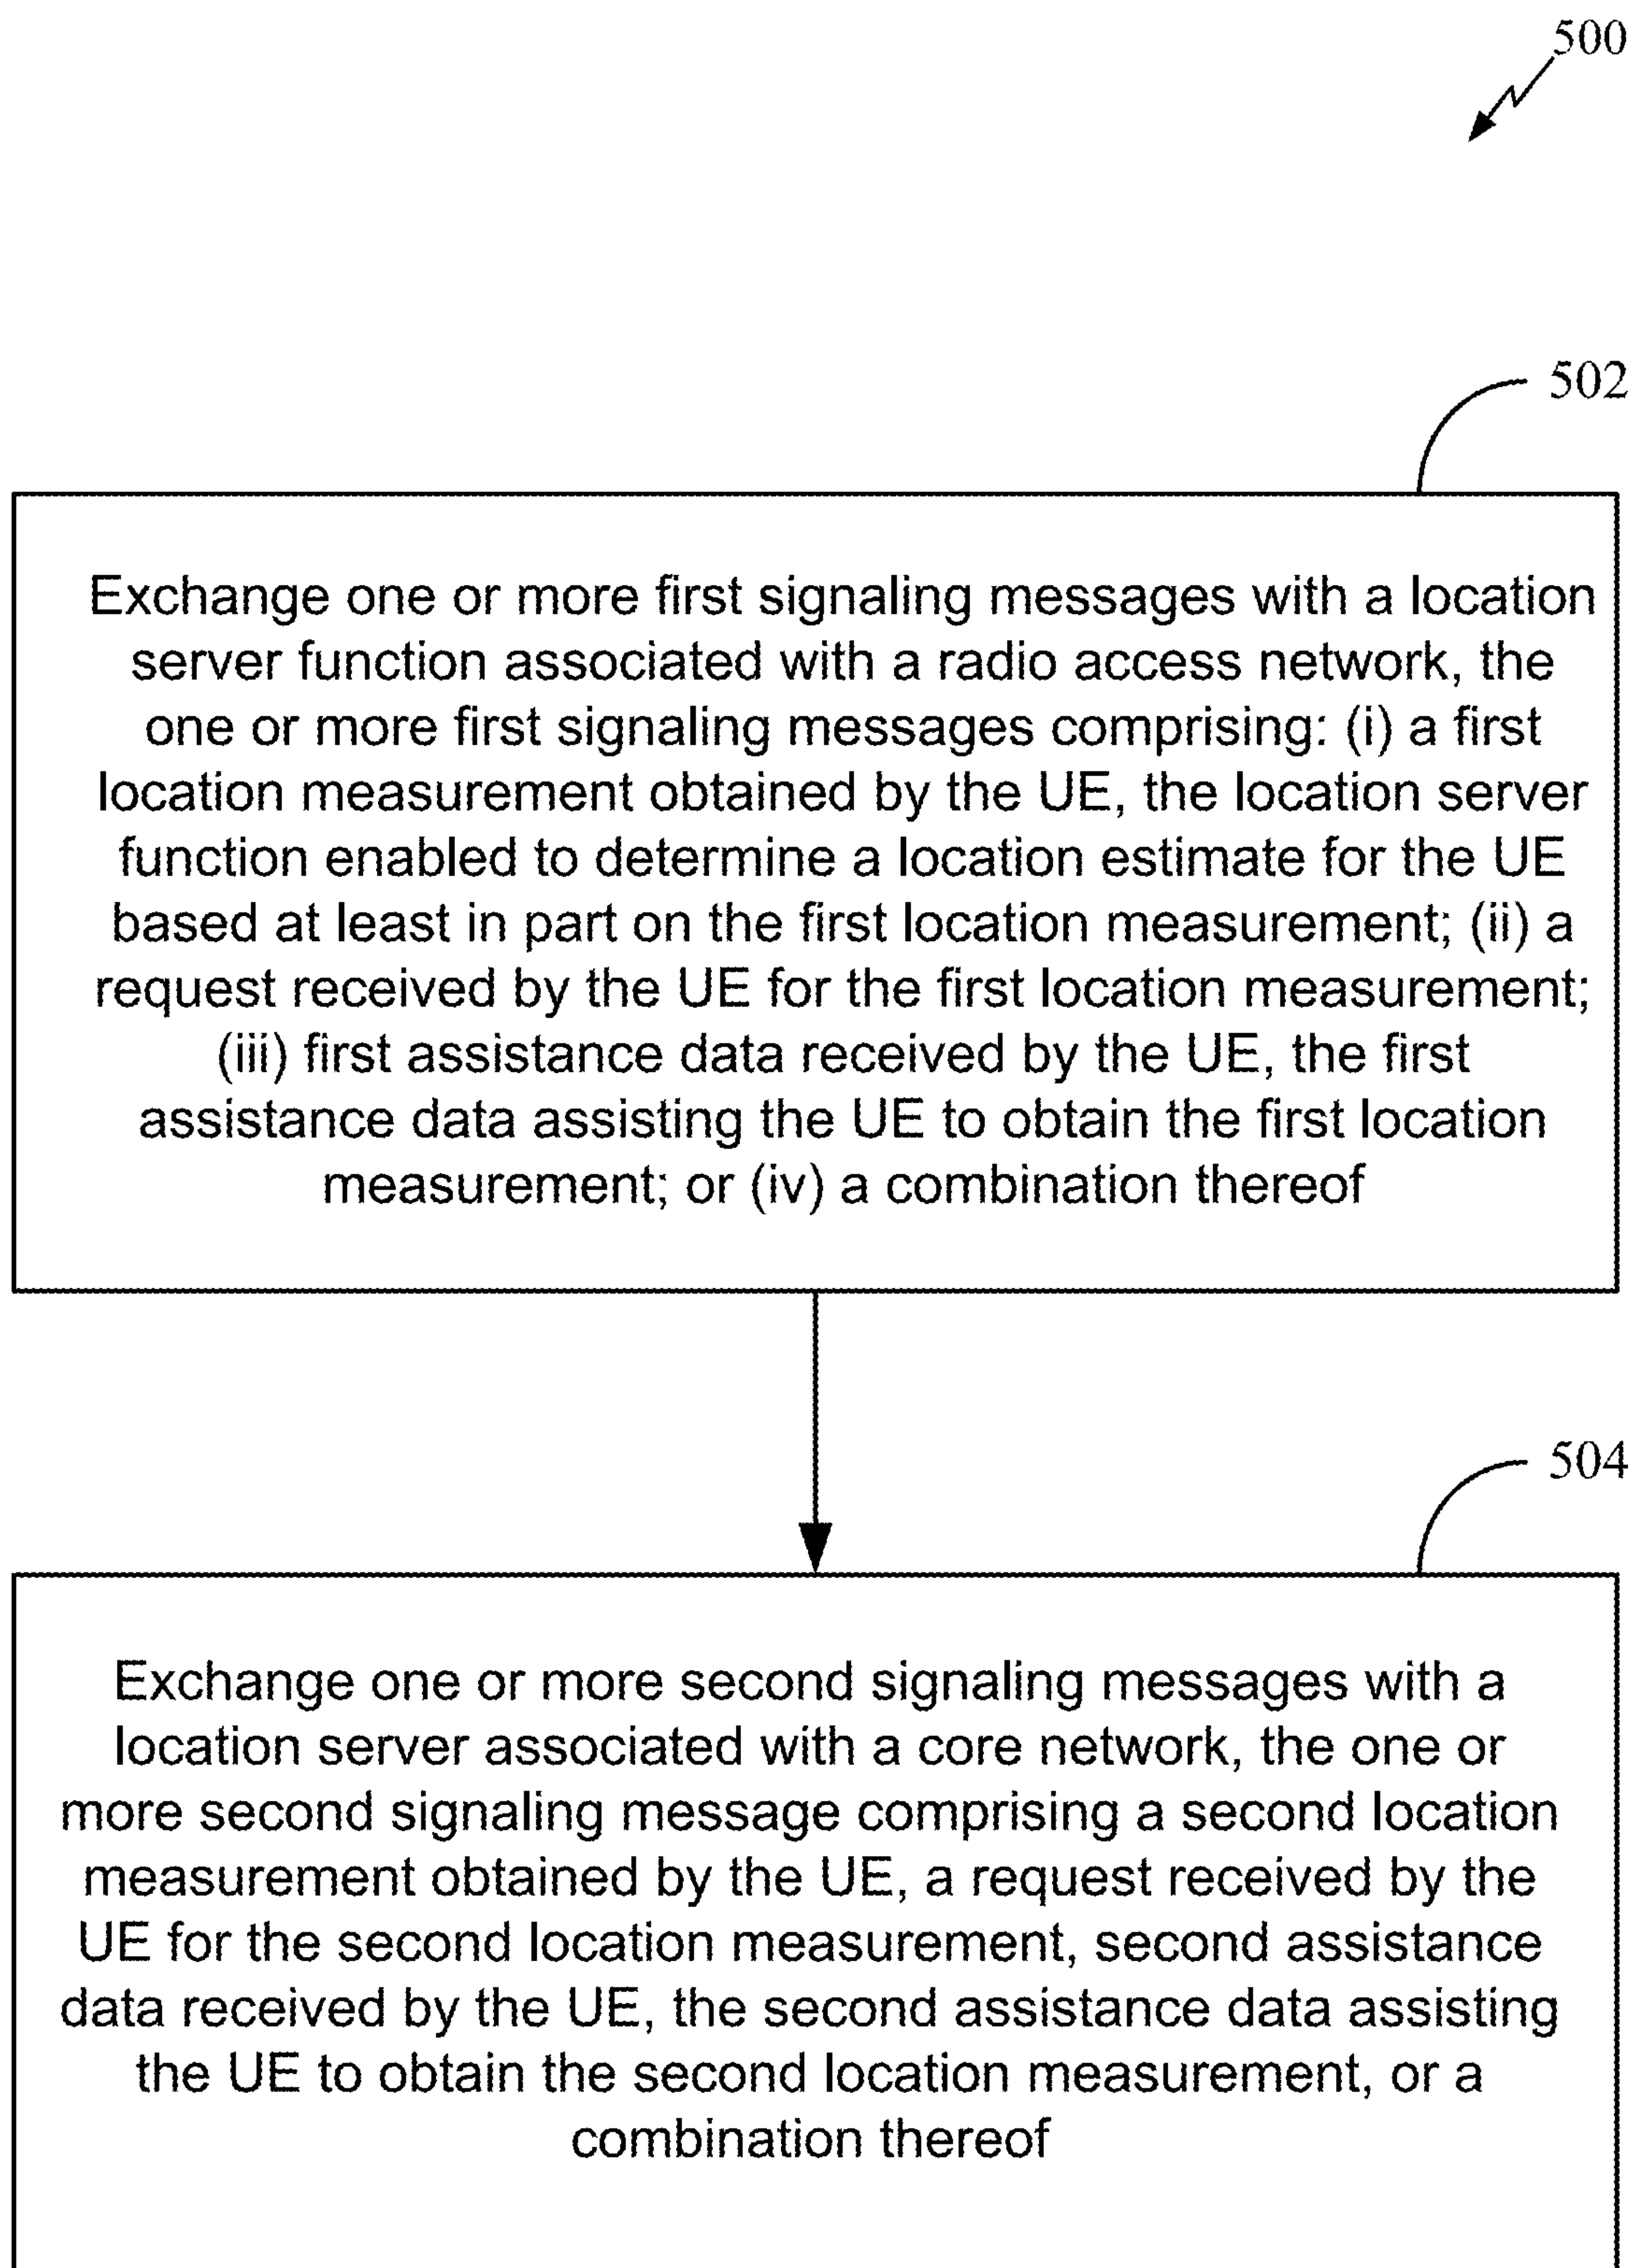 500
502
Exchange one or more first signaling messages with a location
server function associated with a radio access network, the
one or more first signaling messages comprising: (i) a first
location measurement obtained by the UE, the location server
function enabled to determine a location estimate for the UE
based at least in part on the first location measurement; (ii) a
request received by the UE for the first location measurement;
(iii) first assistance data received by the UE, the first
assistance data assisting the UE to obtain the first location
measurement; or (iv) a combination thereof
504
Exchange one or more second signaling messages with a
location server associated with a core network, the one or
more second signaling message comprising a second location
measurement obtained by the UE, a request received by the
UE for the second location measurement, second assistance
data received by the UE, the second assistance data assisting
the UE to obtain the second location measurement, or a
combination thereof